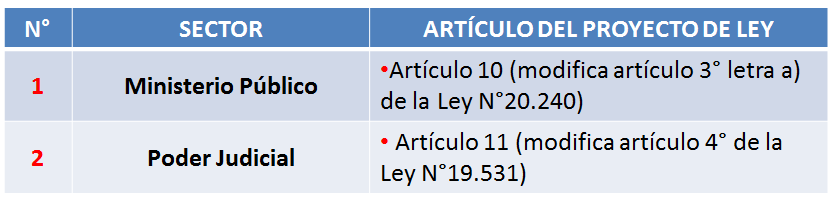 N° SECTOR ARTÍCULO DEL PROYECTO DE LEY
1 Ministerio Público •Artículo 10 (modifica artículo 3° letra a)
de la Ley N°20.240)
2 Poder Judicial • Artículo 11 (modifica artículo 4° de la
Ley N°19.531)